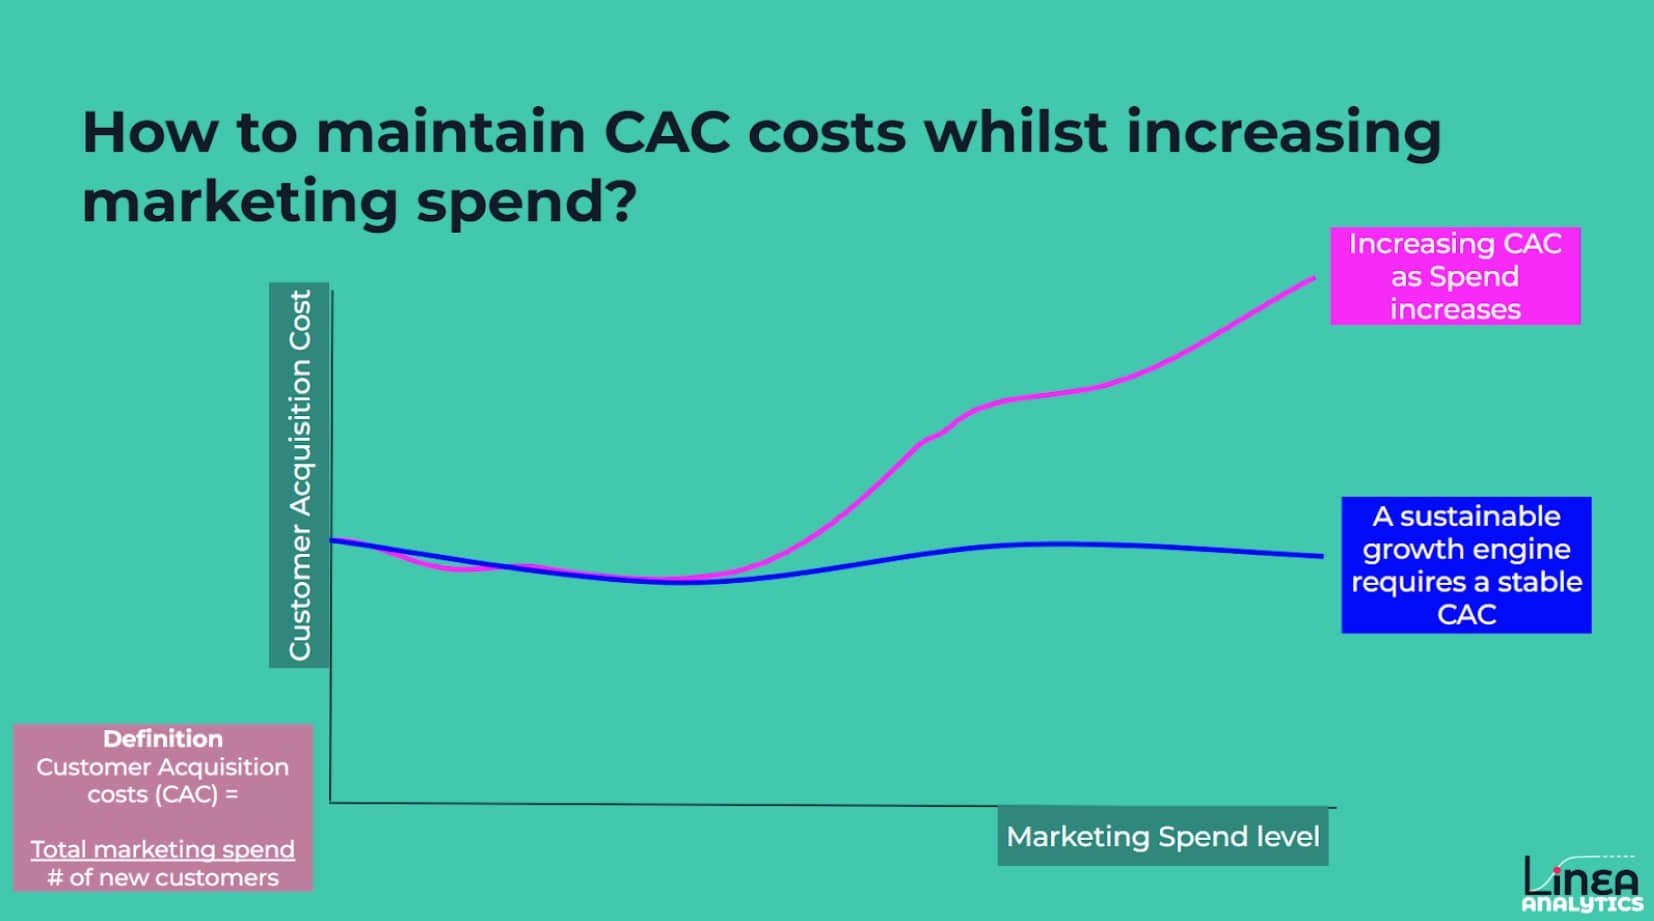 How to maintain CAC costs whilst increasing
marketing spend?
Increasing CAC
as Spend
increases
Customer Acquisition Cost
A sustainable
growth engine
requires a stable
CAC
Definition
Customer Acquisition
costs (CAC) =
Total marketing spend
# of new customers
Marketing Spend level
LinEA
ANALYTICS